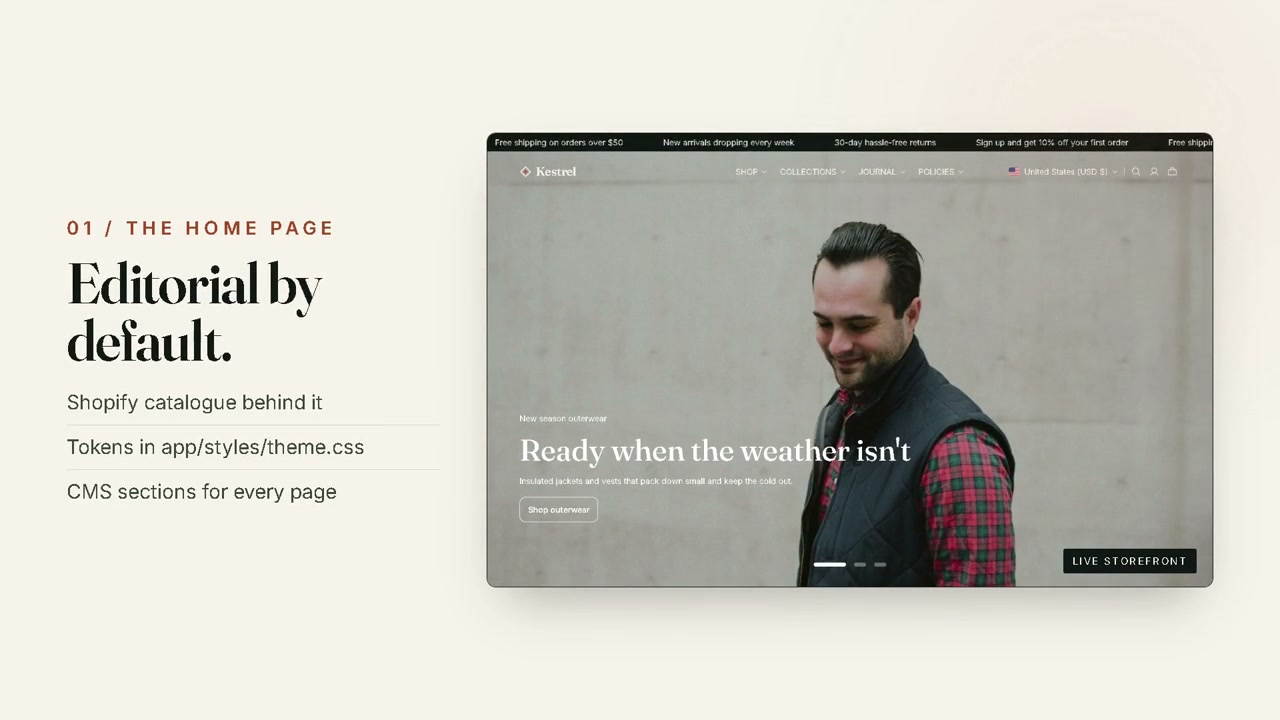 01 / THE HOME PAGE
Editorial by
default.
Shopify catalogue behind it
Tokens in app/styles/theme.css
CMS sections for every page
Free shipping on orders over $50
New arrivals dropping every week
30-day hassle-free returns
Sign up and get 10% off your first order
Free shippin
Kestrel
SHOP
COLLECTIONS
JOURNAL
POLICIES
United States (USD $)
New season outerwear
Ready when the weather isn't
Insulated jackets and vests that pack down small and keep the cold out.
Shop outerwear
LIVE STOREFRONT